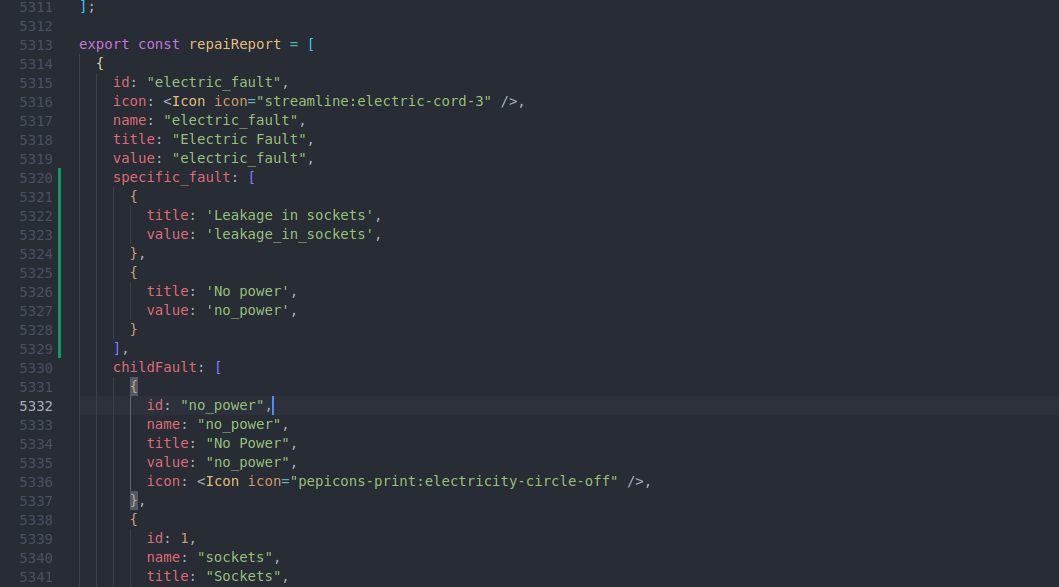 5311 ];
5312
5313 export const repaiReport = [
5314 {
5315 id: "electric_fault",
5316 icon: <Icon icon="streamline:electric-cord-3" />,
5317 name: "electric_fault",
5318 title: "Electric Fault",
5319 value: "electric_fault",
5320 specific_fault: [
5321 {
5322 title: 'Leakage in sockets',
5323 value: 'leakage_in_sockets',
5324 },
5325 {
5326 title: 'No power',
5327 value: 'no_power',
5328 }
5329 ],
5330 childFault: [
5331 {
5332 id: "no_power",
5333 name: "no_power",
5334 title: "No Power",
5335 value: "no_power",
5336 icon: <Icon icon="pepicons-print:electricity-circle-off" />,
5337 },
5338 {
5339 id: 1,
5340 name: "sockets",
5341 title: "Sockets",